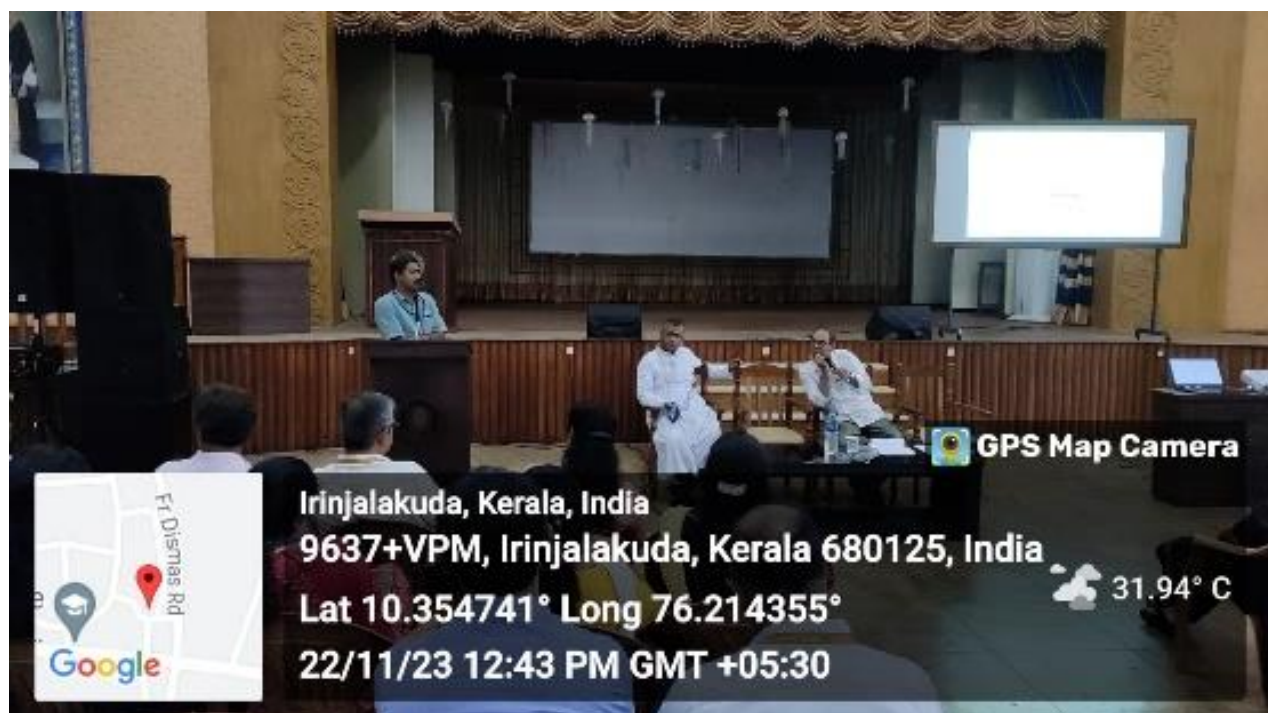 GPS Map Camera
Irinjalakuda, Kerala, India
9637+VPM, Irinjalakuda, Kerala 680125, India
Lat 10.354741° Long 76.214355°
31.94° C
22/11/23 12:43 PM GMT +05:30
Fr Dismas Rd
Google